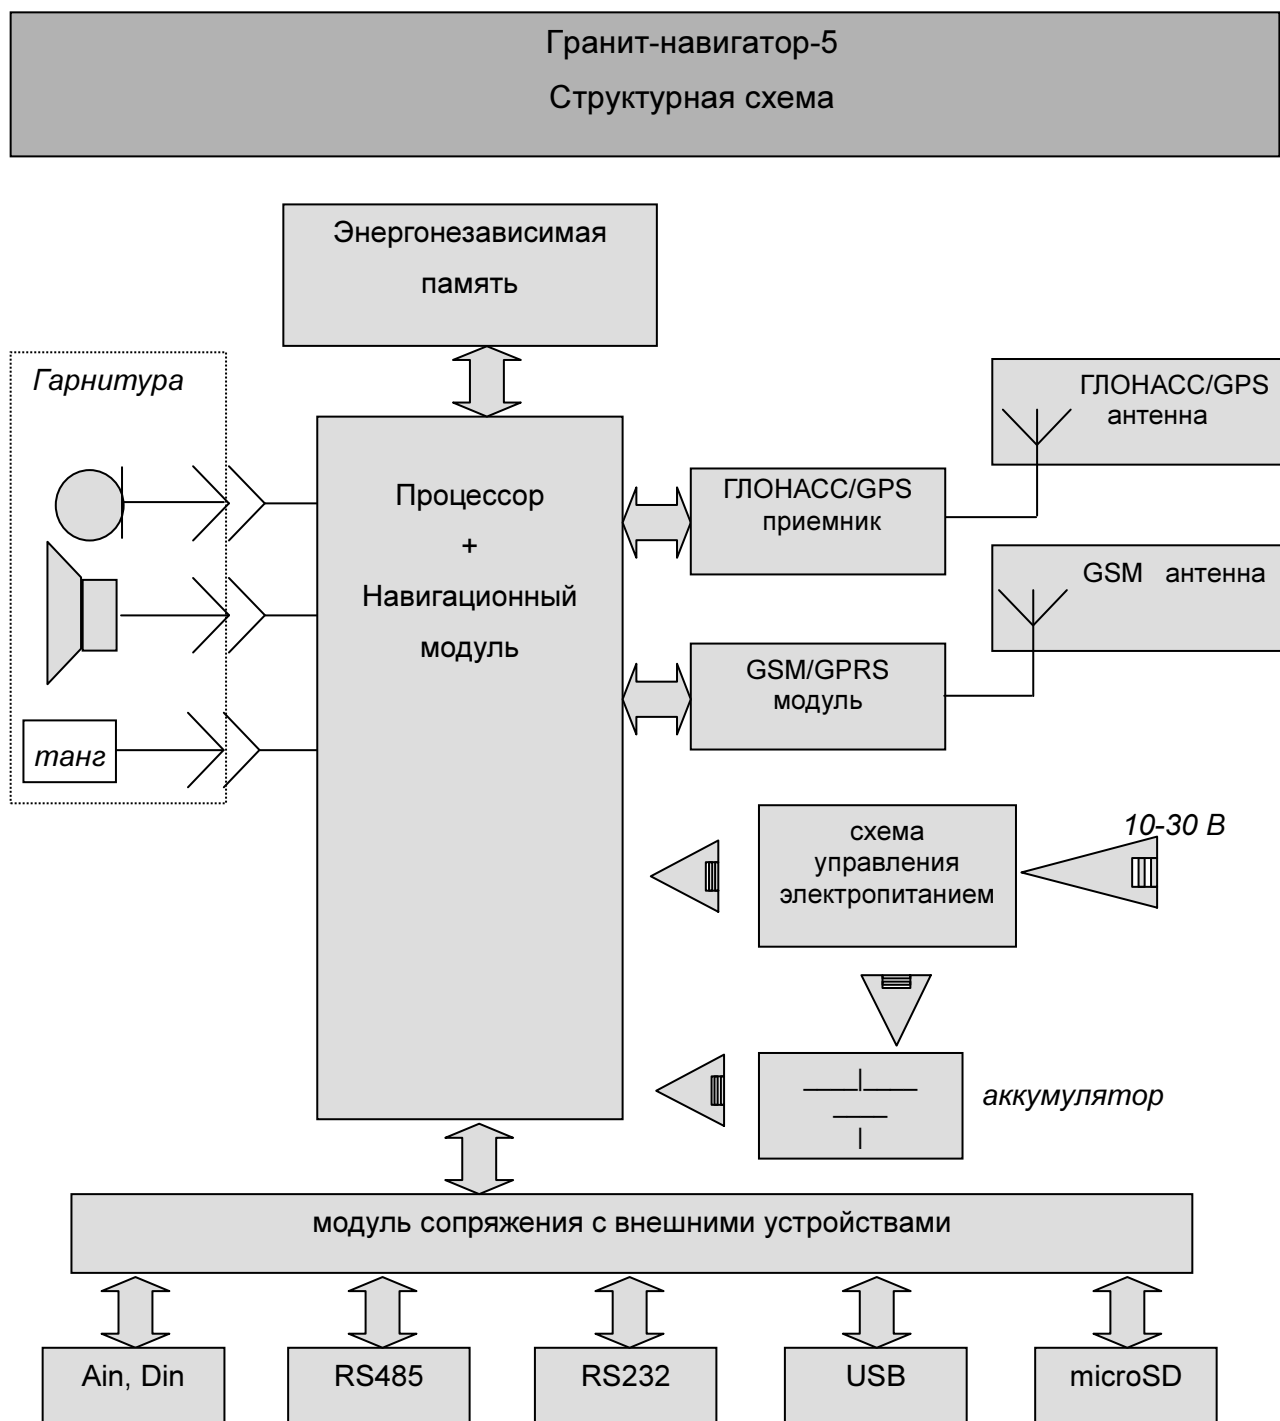 Гранит-навигатор-5
Структурная схема
Энергонезависимая
память
Гарнитура
танг
Процессор
+
Навигационный
модуль
ГЛОНАСС/GPS
антенна
ГЛОНАСС/GPS
приемник
GSM антенна
GSM/GPRS
модуль
схема
управления
электропитанием
10-30 В
аккумулятор
модуль сопряжения с внешними устройствами
Ain, Din
RS485
RS232
USB
microSD